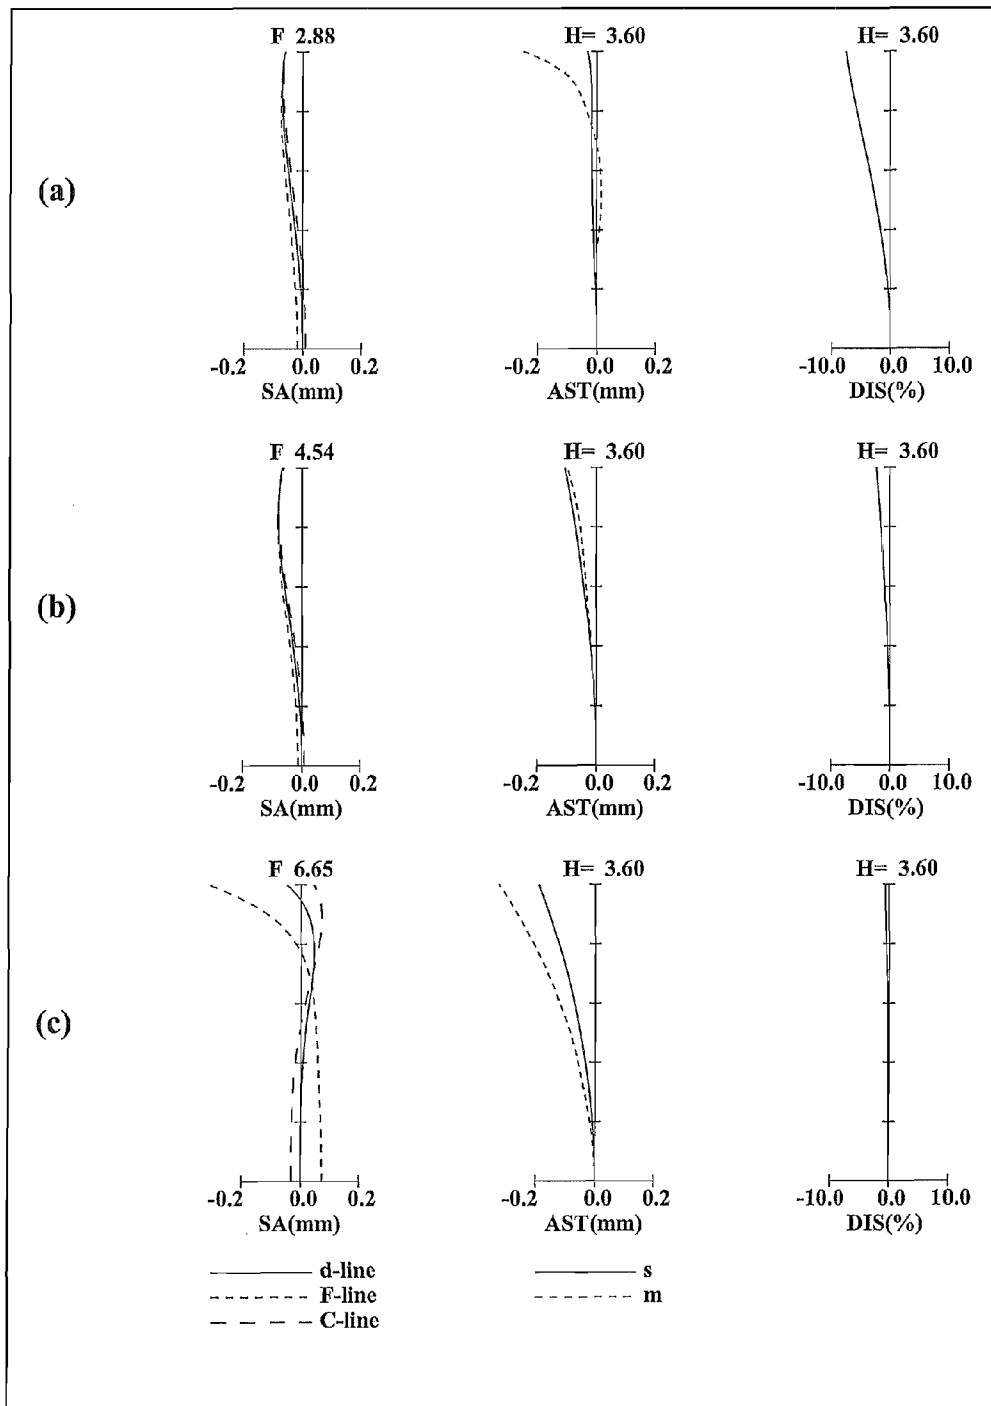 F 2.88 H= 3.60 H= 3.60
(a)
-0.2 0.0 0.2 -0.2 0.0 0.2 -10.0 0.0 10.0
SA(mm) AST(mm) DIS(%)
F 4.54 H= 3.60 H= 3.60
(b)
-0.2 0.0 0.2 -0.2 0.0 0.2 -10.0 0.0 10.0
SA(mm) AST(mm) DIS(%)
F 6.65 H= 3.60 H= 3.60
(c)
-0.2 0.0 0.2 -0.2 0.0 0.2 -10.0 0.0 10.0
SA(mm) AST(mm) DIS(%)
d-line s
F-line m
C-line